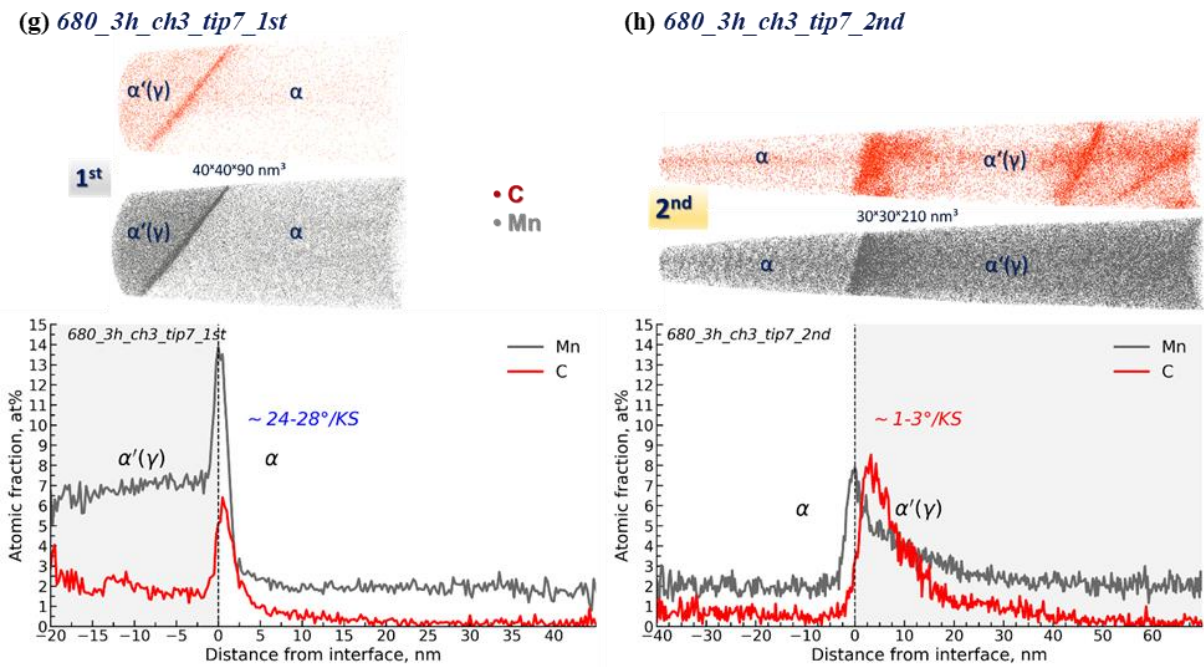 (g) 680_3h_ch3_tip7_1st
α‘(γ)
α
1st
40*40*90 nm³
α‘(γ)
α
• C
• Mn
(h) 680_3h_ch3_tip7_2nd
α
α‘(γ)
2nd
30*30*210 nm³
α
α‘(γ)
680_3h_ch3_tip7_1st
Mn
C
~ 24-28°/KS
α′(γ)
α
Atomic fraction, at%
15
14
13
12
11
10
9
8
7
6
5
4
3
2
1
0
−20 −15 −10 −5 0 5 10 15 20 25 30 35 40
Distance from interface, nm
680_3h_ch3_tip7_2nd
Mn
C
~ 1-3°/KS
α
α′(γ)
Atomic fraction, at%
15
14
13
12
11
10
9
8
7
6
5
4
3
2
1
0
−40 −30 −20 −10 0 10 20 30 40 50 60
Distance from interface, nm